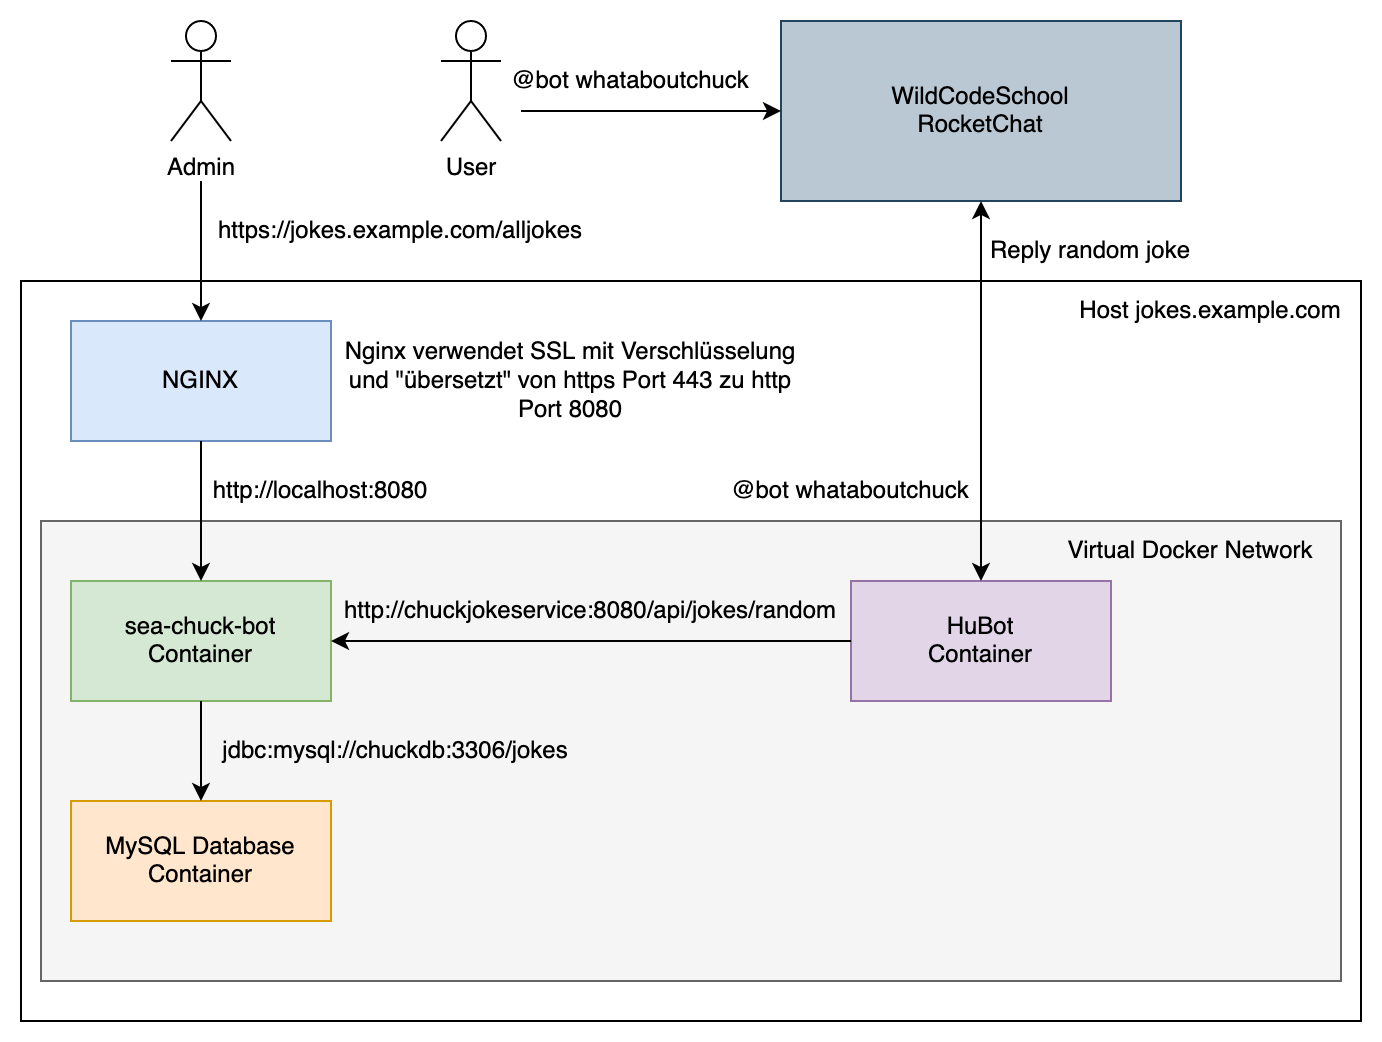 @bot whataboutchuck
WildCodeSchool
RocketChat
Admin
User
https://jokes.example.com/alljokes
Reply random joke
Host jokes.example.com
NGINX
Nginx verwendet SSL mit Verschlüsselung
und "übersetzt" von https Port 443 zu http
Port 8080
http://localhost:8080
@bot whataboutchuck
Virtual Docker Network
sea-chuck-bot
Container
http://chuckjokeservice:8080/api/jokes/random
HuBot
Container
jdbc:mysql://chuckdb:3306/jokes
MySQL Database
Container